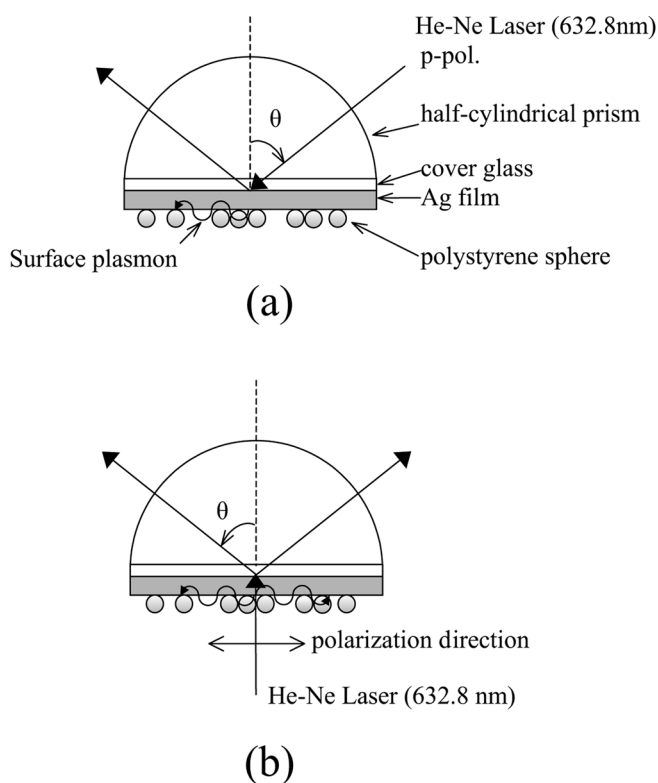 He-Ne Laser (632.8nm)
p-pol.
θ
half-cylindrical prism
cover glass
Ag film
Surface plasmon
polystyrene sphere
(a)
θ
polarization direction
He-Ne Laser (632.8 nm)
(b)